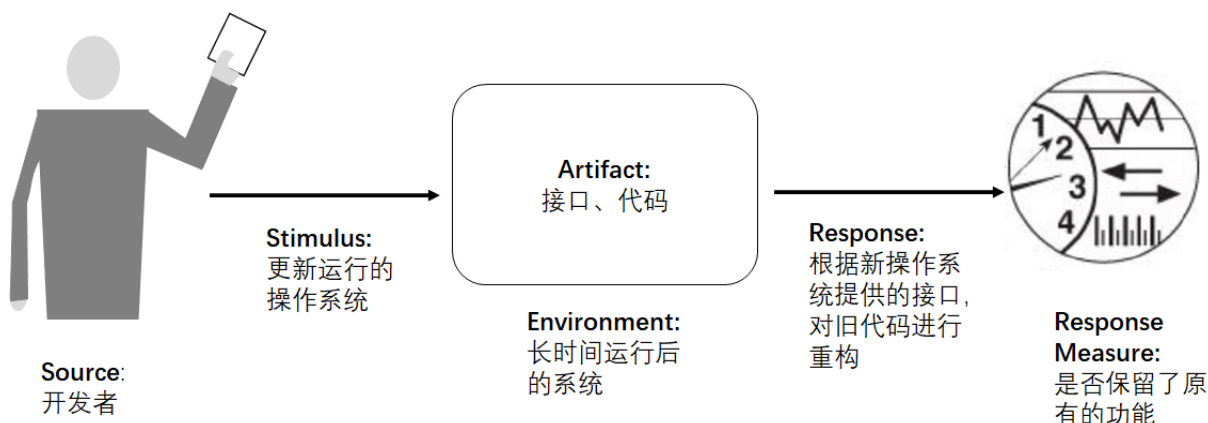 Source:
开发者
Stimulus:
更新运行的
操作系统
Artifact:
接口、代码
Environment:
长时间运行后
的系统
Response:
根据新操作系
统提供的接口，
对旧代码进行
重构
1
2
3
4
Response
Measure:
是否保留了原
有的功能